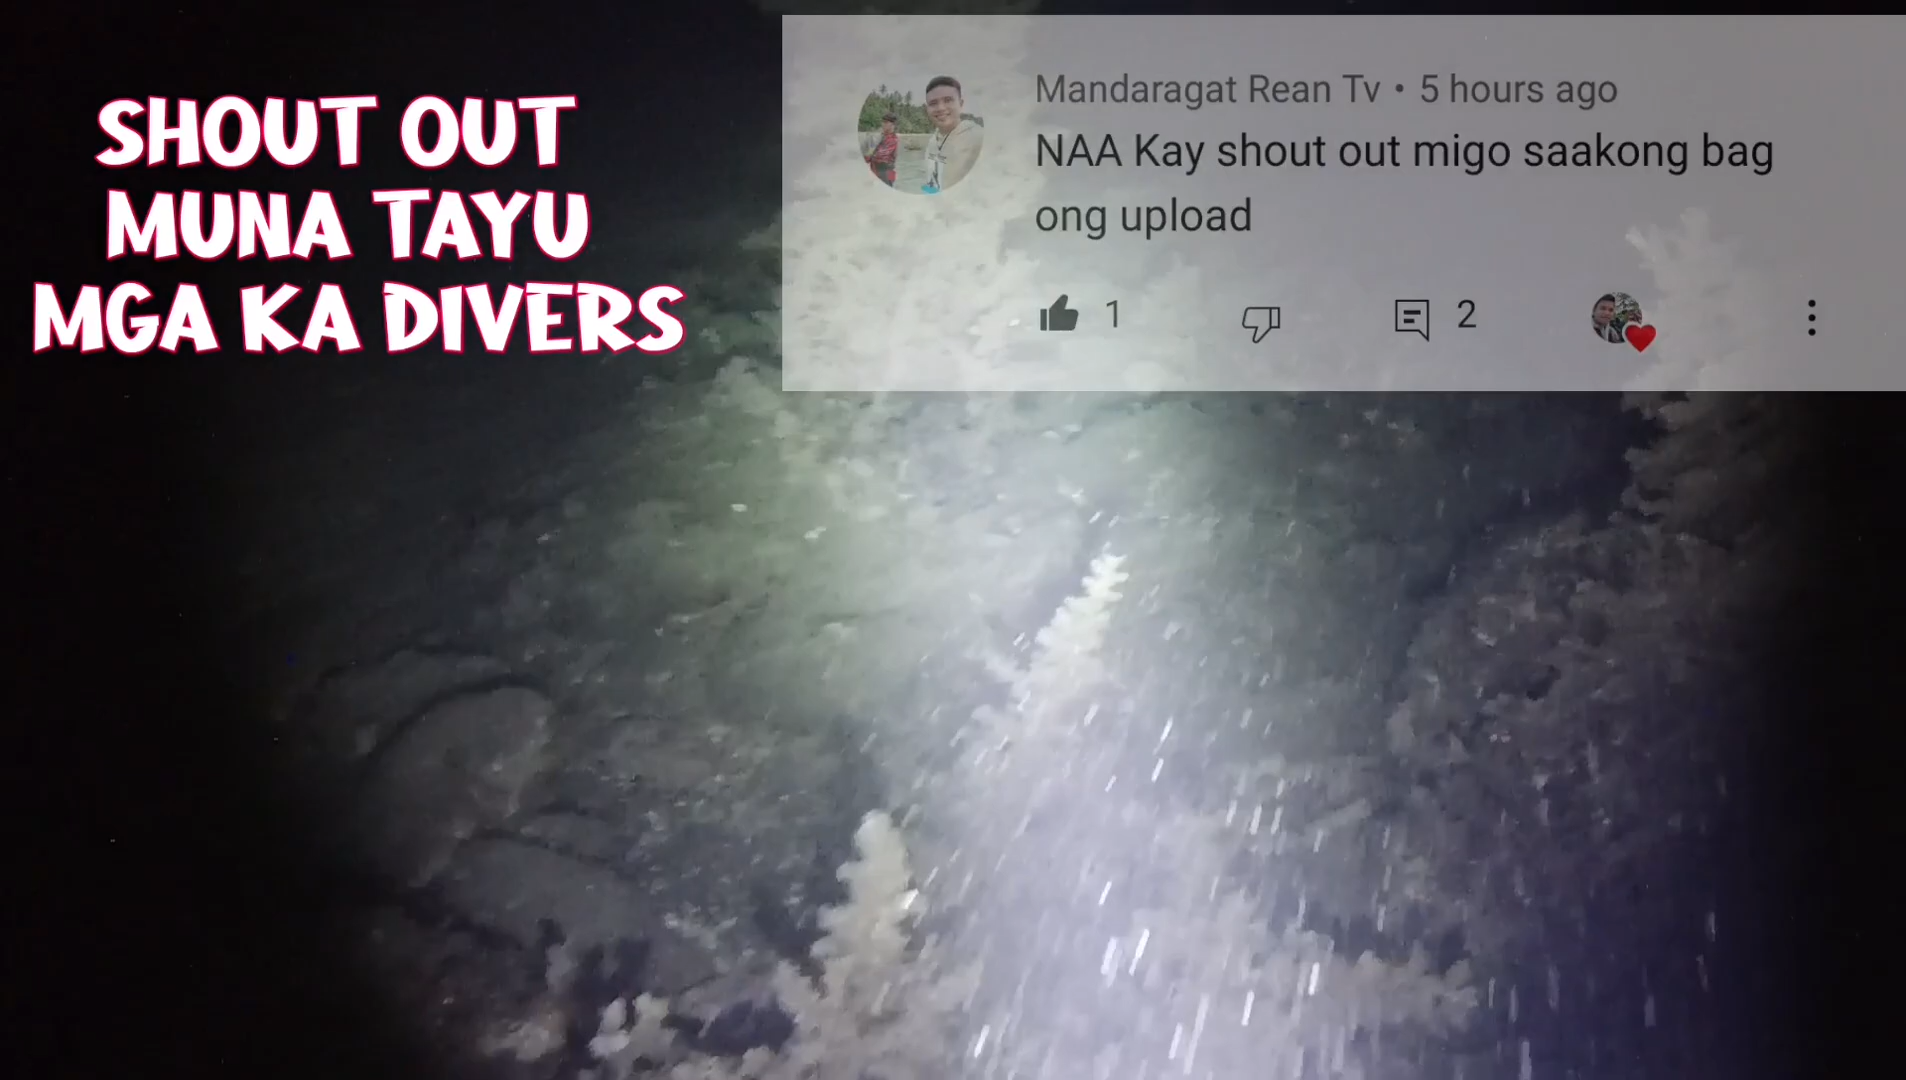 SHOUT OUT
MUNA TAYU
MGA KA DIVERS
Mandaragat Rean Tv • 5 hours ago
NAA Kay shout out migo saakong bag
ong upload
1
2